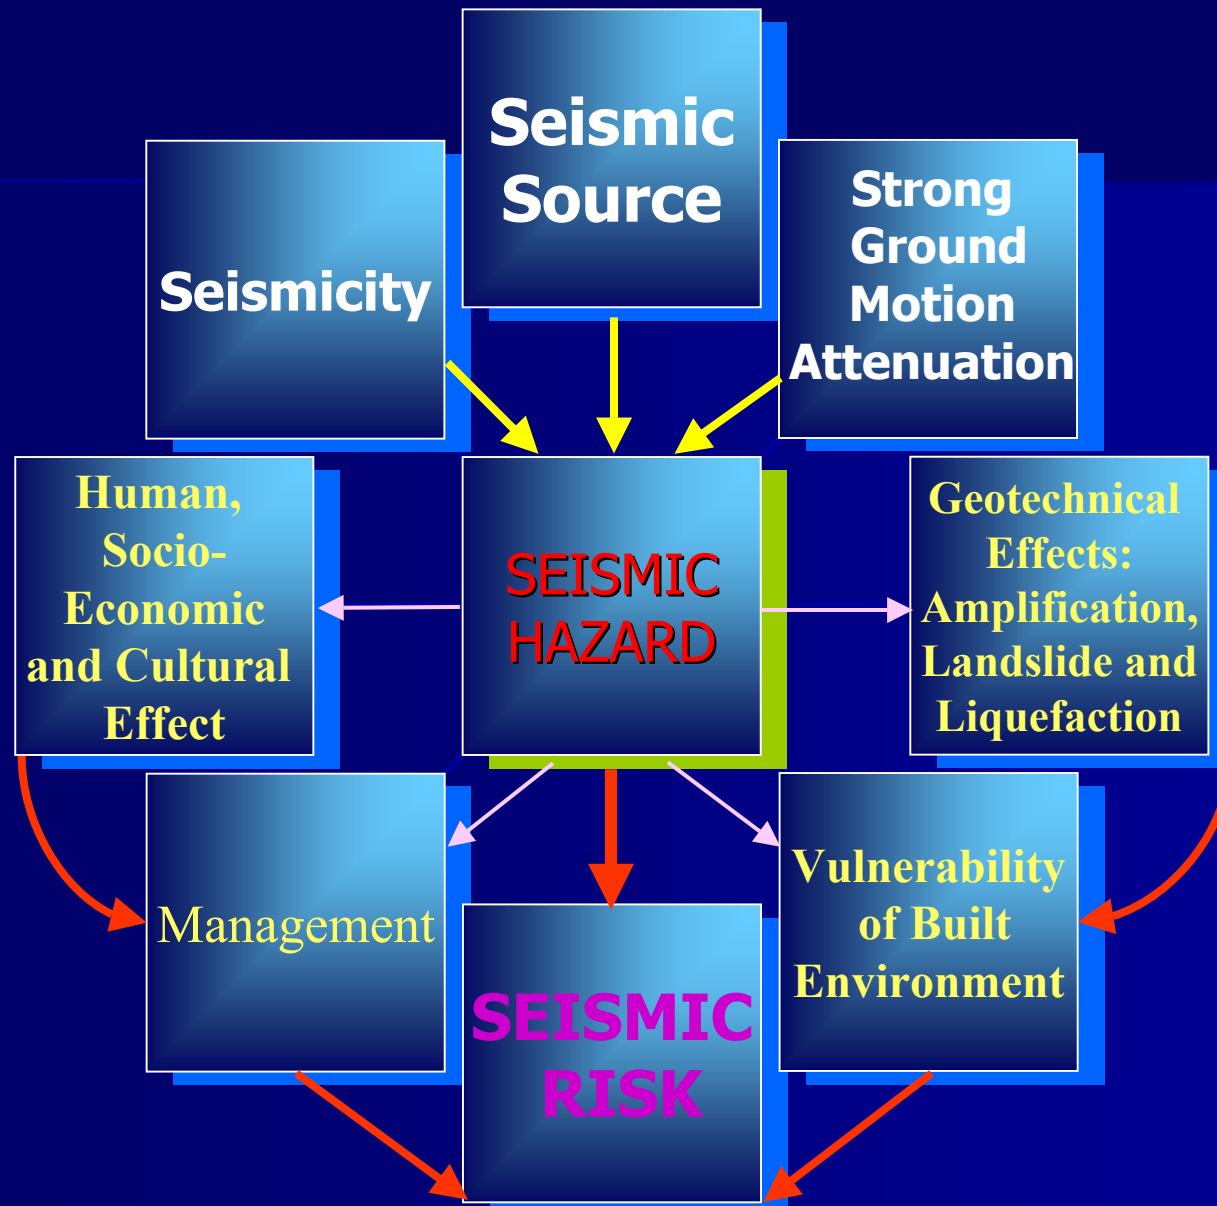 Seismic
Source
Seismicity
Strong
Ground
Motion
Attenuation
Human,
Socio-
Economic
and Cultural
Effect
SEISMIC
HAZARD
Geotechnical
Effects:
Amplification,
Landslide and
Liquefaction
Management
SEISMIC
RISK
Vulnerability
of Built
Environment